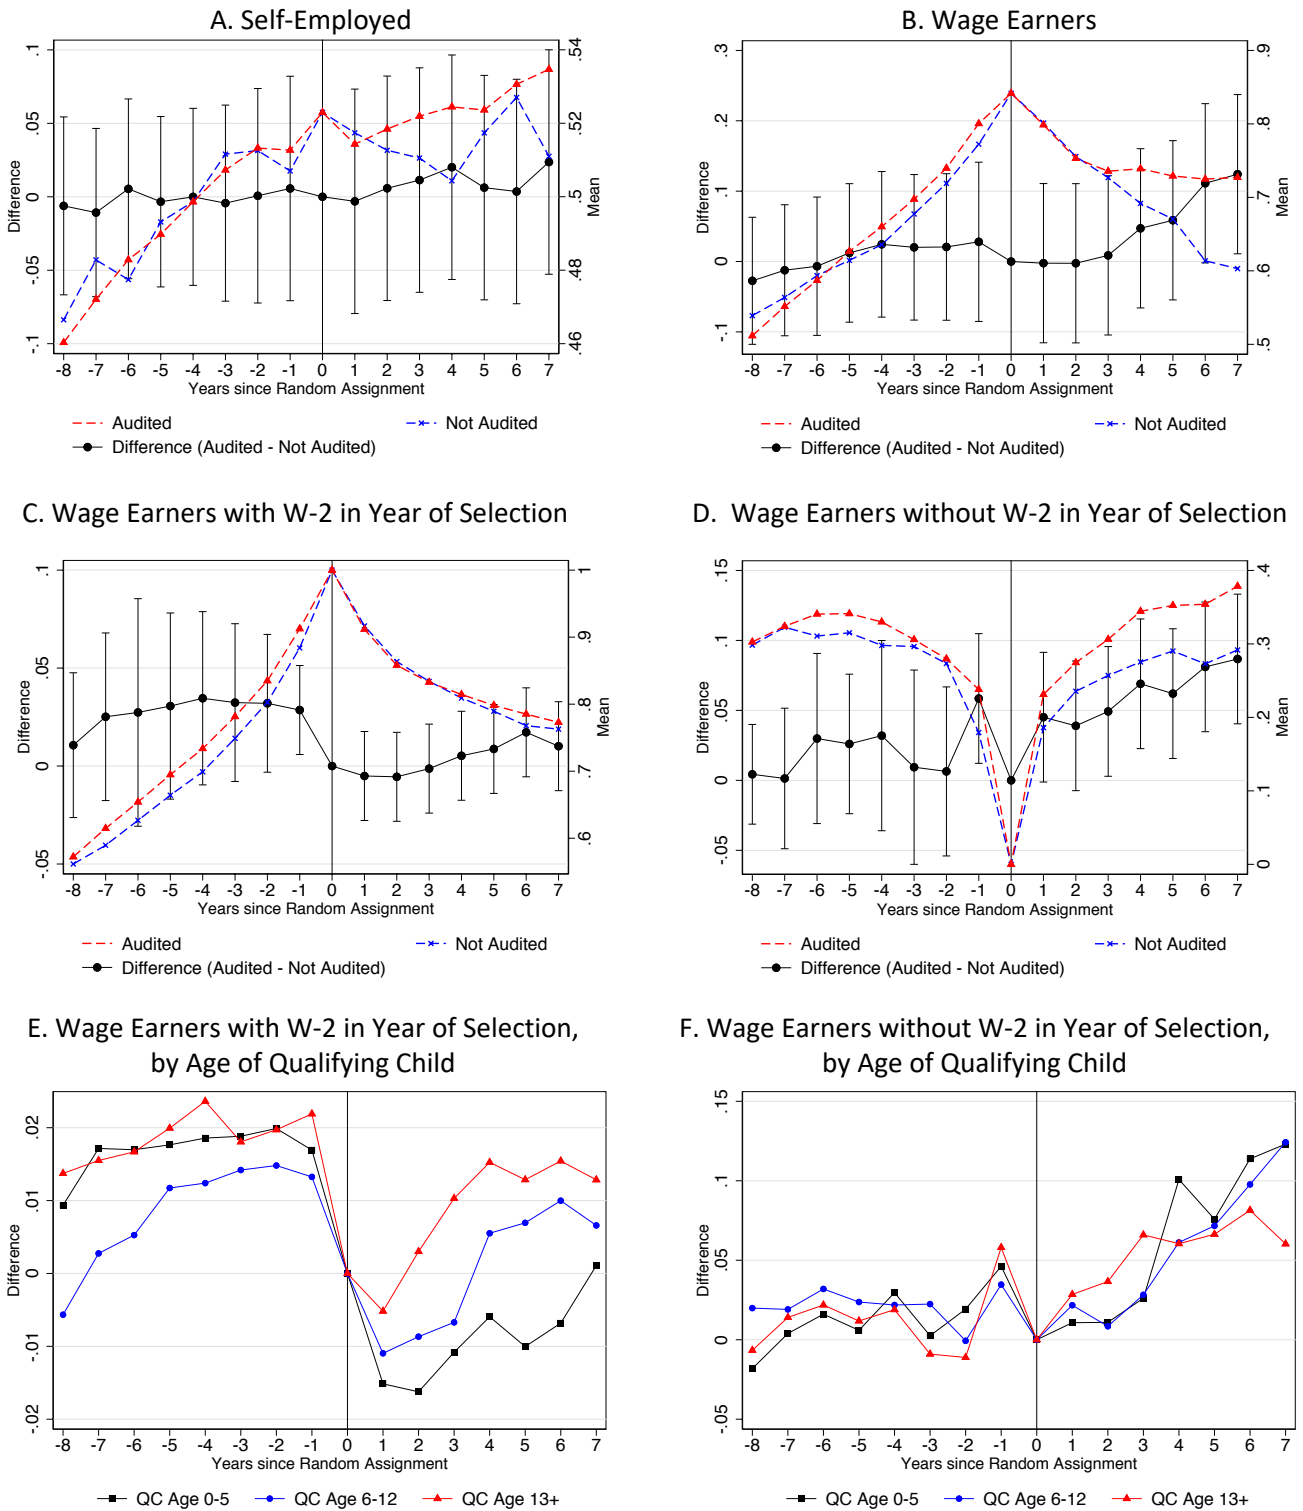 A. Self-Employed
.1
.05
0
-.05
-.1
Difference
.54
.52
.5
.48
.46
Mean
-8 -7 -6 -5 -4 -3 -2 -1 0 1 2 3 4 5 6 7
Years since Random Assignment
Audited Not Audited
Difference (Audited - Not Audited)
B. Wage Earners
.3
.2
.1
0
-.1
Difference
.9
.8
.7
.6
.5
Mean
-8 -7 -6 -5 -4 -3 -2 -1 0 1 2 3 4 5 6 7
Years since Random Assignment
Audited Not Audited
Difference (Audited - Not Audited)
C. Wage Earners with W-2 in Year of Selection
.1
.05
0
-.05
Difference
1
.9
.8
.7
.6
Mean
-8 -7 -6 -5 -4 -3 -2 -1 0 1 2 3 4 5 6 7
Years since Random Assignment
Audited Not Audited
Difference (Audited - Not Audited)
D. Wage Earners without W-2 in Year of Selection
.15
.1
.05
0
-.05
Difference
.4
.3
.2
.1
0
Mean
-8 -7 -6 -5 -4 -3 -2 -1 0 1 2 3 4 5 6 7
Years since Random Assignment
Audited Not Audited
Difference (Audited - Not Audited)
E. Wage Earners with W-2 in Year of Selection,
by Age of Qualifying Child
.02
.01
0
-.01
-.02
Difference
-8 -7 -6 -5 -4 -3 -2 -1 0 1 2 3 4 5 6 7
Years since Random Assignment
QC Age 0-5 QC Age 6-12 QC Age 13+
F. Wage Earners without W-2 in Year of Selection,
by Age of Qualifying Child
.15
.1
.05
0
-.05
Difference
-8 -7 -6 -5 -4 -3 -2 -1 0 1 2 3 4 5 6 7
Years since Random Assignment
QC Age 0-5 QC Age 6-12 QC Age 13+